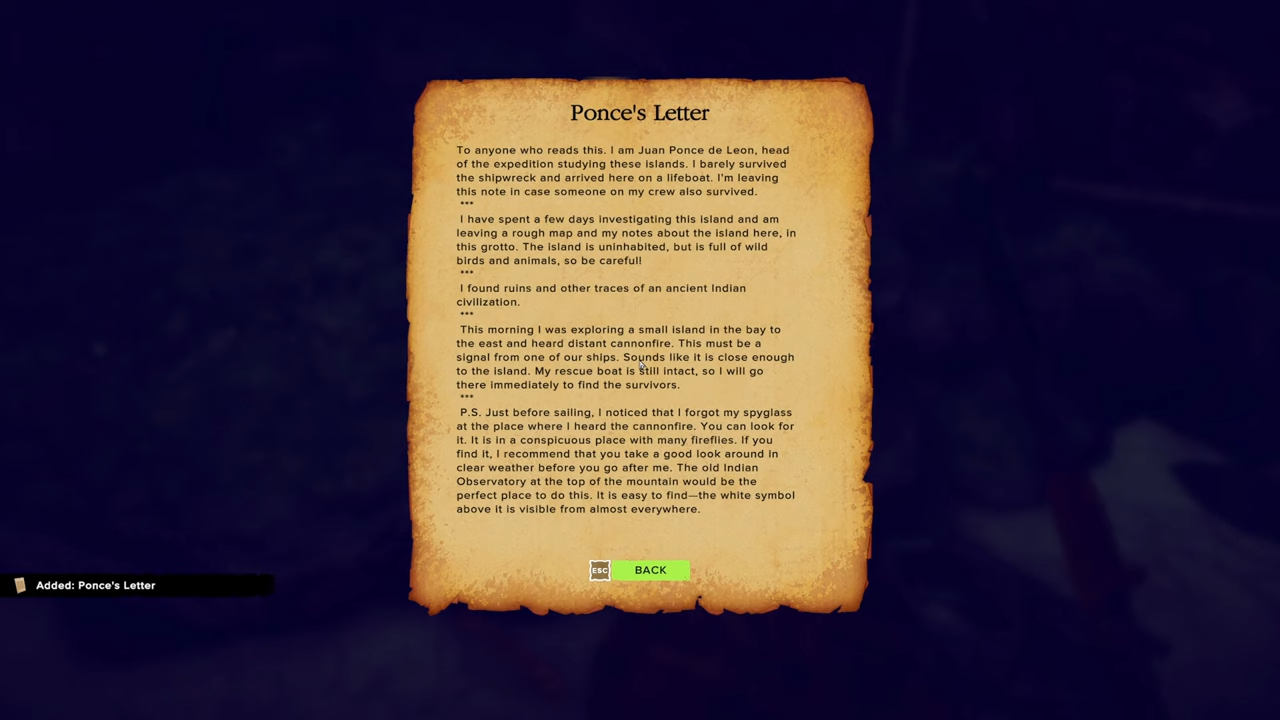 Ponce's Letter
To anyone who reads this. I am Juan Ponce de Leon, head
of the expedition studying these islands. I barely survived
the shipwreck and arrived here on a lifeboat. I'm leaving
this note in case someone on my crew also survived.
***
I have spent a few days investigating this island and am
leaving a rough map and my notes about the island here, in
this grotto. The island is uninhabited, but is full of wild
birds and animals, so be careful!
***
I found ruins and other traces of an ancient Indian
civilization.
***
This morning I was exploring a small island in the bay to
the east and heard distant cannonfire. This must be a
signal from one of our ships. Sounds like it is close enough
to the island. My rescue boat is still intact, so I will go
there immediately to find the survivors.
***
P.S. Just before sailing, I noticed that I forgot my spyglass
at the place where I heard the cannonfire. You can look for
it. It is in a conspicuous place with many fireflies. If you
find it, I recommend that you take a good look around in
clear weather before you go after me. The old Indian
Observatory at the top of the mountain would be the
perfect place to do this. It is easy to find—the white symbol
above it is visible from almost everywhere.
ESC BACK
Added: Ponce's Letter